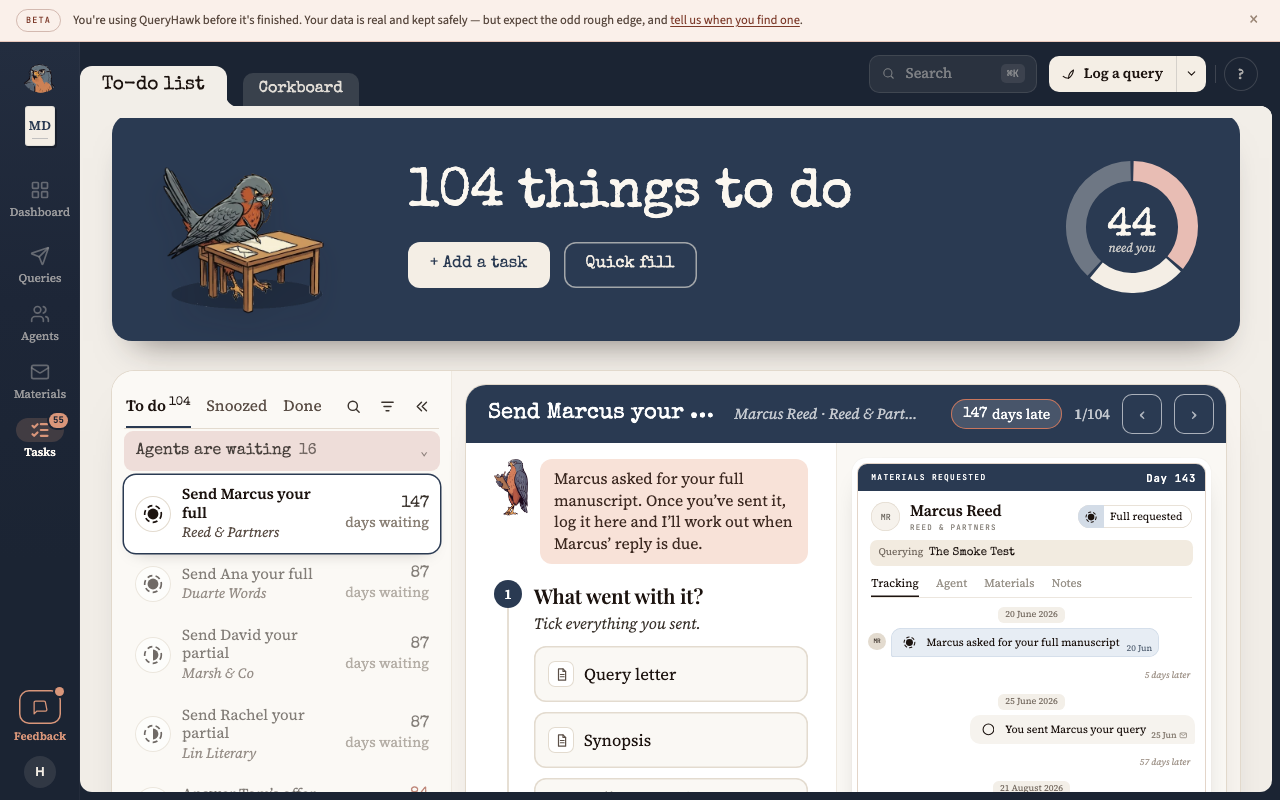 BETA
You're using QueryHawk before it's finished. Your data is real and kept safely — but expect the odd rough edge, and tell us when you find one.
×
MD
Dashboard
Queries
Agents
Materials
55
Tasks
Feedback
H
To-do list
Corkboard
Search
⌘K
Log a query
?
104 things to do
+ Add a task
Quick fill
44
need you
To do 104
Snoozed
Done
Agents are waiting 16
Send Marcus your full
Reed & Partners
147
days waiting
Send Ana your full
Duarte Words
87
days waiting
Send David your partial
Marsh & Co
87
days waiting
Send Rachel your partial
Lin Literary
87
days waiting
Send Marcus your ...
Marcus Reed · Reed & Part...
147 days late
1/104
‹
›
Marcus asked for your full
manuscript. Once you've sent it,
log it here and I'll work out when
Marcus' reply is due.
1
What went with it?
Tick everything you sent.
Query letter
Synopsis
MATERIALS REQUESTED
Day 143
MR
Marcus Reed
REED & PARTNERS
Full requested
Querying The Smoke Test
Tracking
Agent
Materials
Notes
20 June 2026
MR
Marcus asked for your full manuscript
20 Jun
5 days later
25 June 2026
You sent Marcus your query
25 Jun
57 days later
21 August 2026